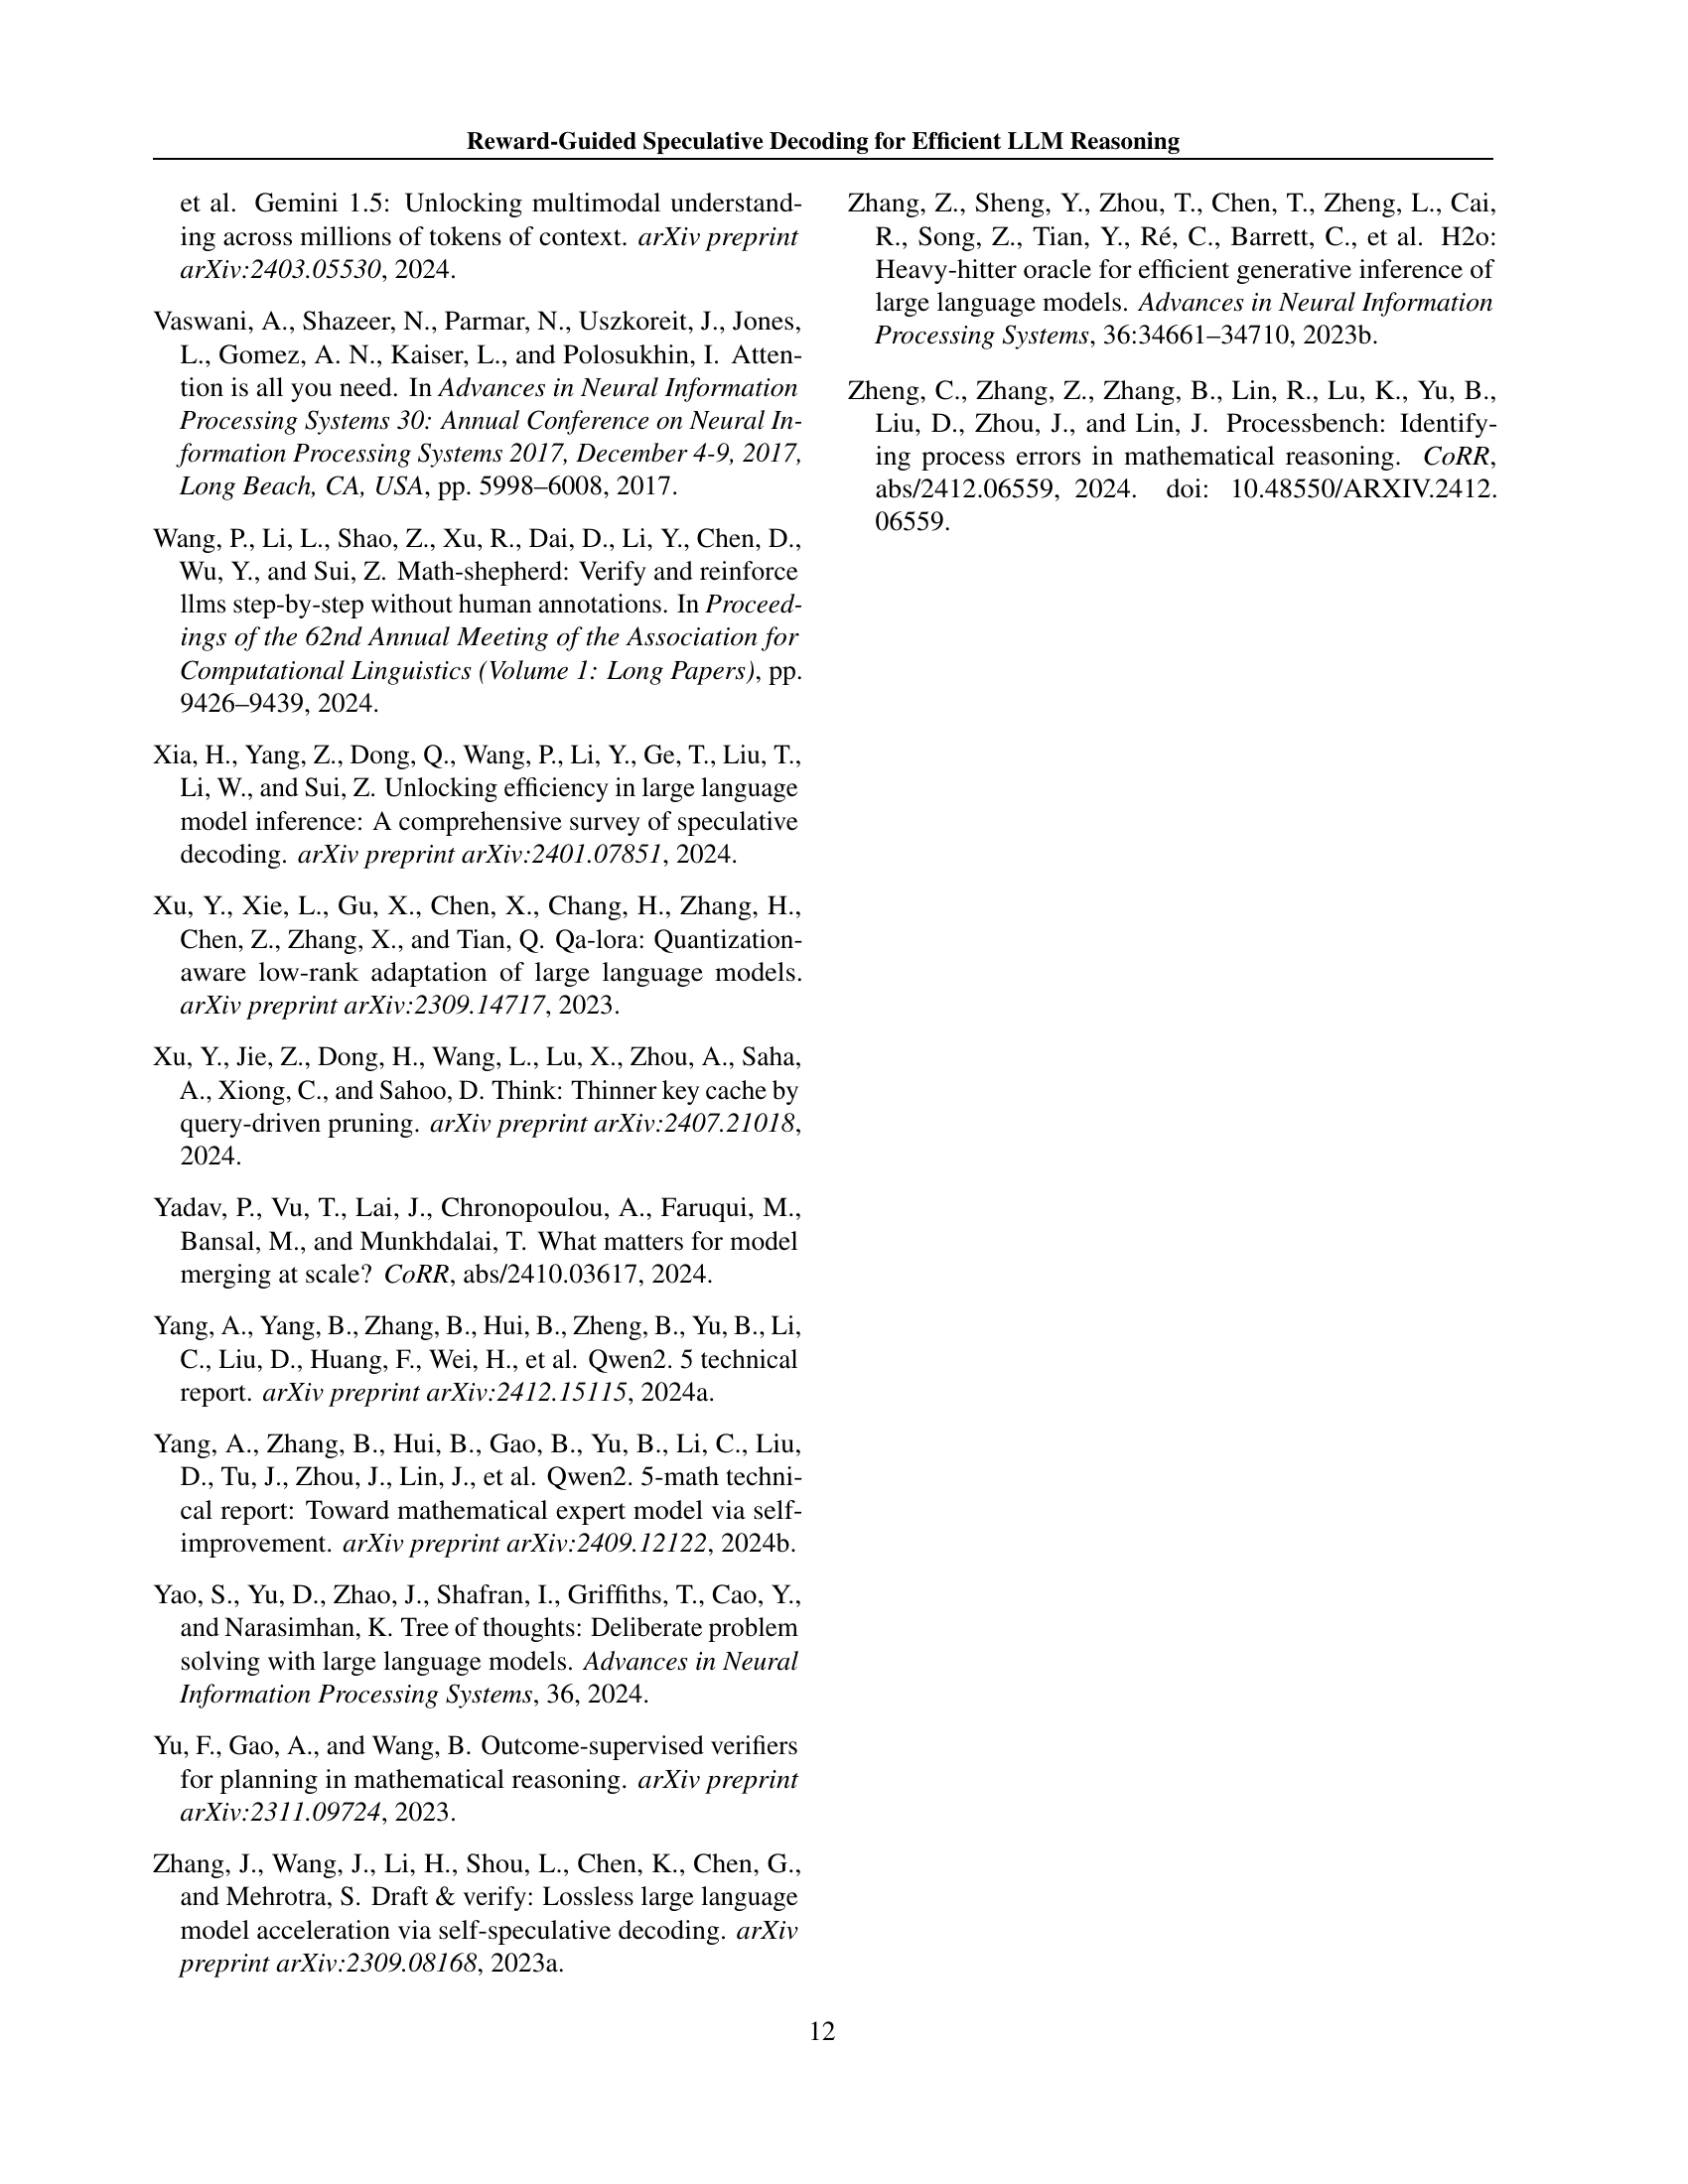 Reward-Guided Speculative Decoding for Efficient LLM Reasoning
et al. Gemini 1.5: Unlocking multimodal understand-
ing across millions of tokens of context. arXiv preprint
arXiv:2403.05530, 2024.
Vaswani, A., Shazeer, N., Parmar, N., Uszkoreit, J., Jones,
L., Gomez, A. N., Kaiser, L., and Polosukhin, I. Atten-
tion is all you need. In Advances in Neural Information
Processing Systems 30: Annual Conference on Neural In-
formation Processing Systems 2017, December 4-9, 2017,
Long Beach, CA, USA, pp. 5998–6008, 2017.
Wang, P., Li, L., Shao, Z., Xu, R., Dai, D., Li, Y., Chen, D.,
Wu, Y., and Sui, Z. Math-shepherd: Verify and reinforce
llms step-by-step without human annotations. In Proceed-
ings of the 62nd Annual Meeting of the Association for
Computational Linguistics (Volume 1: Long Papers), pp.
9426–9439, 2024.
Xia, H., Yang, Z., Dong, Q., Wang, P., Li, Y., Ge, T., Liu, T.,
Li, W., and Sui, Z. Unlocking efficiency in large language
model inference: A comprehensive survey of speculative
decoding. arXiv preprint arXiv:2401.07851, 2024.
Xu, Y., Xie, L., Gu, X., Chen, X., Chang, H., Zhang, H.,
Chen, Z., Zhang, X., and Tian, Q. Qa-lora: Quantization-
aware low-rank adaptation of large language models.
arXiv preprint arXiv:2309.14717, 2023.
Xu, Y., Jie, Z., Dong, H., Wang, L., Lu, X., Zhou, A., Saha,
A., Xiong, C., and Sahoo, D. Think: Thinner key cache by
query-driven pruning. arXiv preprint arXiv:2407.21018,
2024.
Yadav, P., Vu, T., Lai, J., Chronopoulou, A., Faruqui, M.,
Bansal, M., and Munkhdalai, T. What matters for model
merging at scale? CoRR, abs/2410.03617, 2024.
Yang, A., Yang, B., Zhang, B., Hui, B., Zheng, B., Yu, B., Li,
C., Liu, D., Huang, F., Wei, H., et al. Qwen2. 5 technical
report. arXiv preprint arXiv:2412.15115, 2024a.
Yang, A., Zhang, B., Hui, B., Gao, B., Yu, B., Li, C., Liu,
D., Tu, J., Zhou, J., Lin, J., et al. Qwen2. 5-math techni-
cal report: Toward mathematical expert model via self-
improvement. arXiv preprint arXiv:2409.12122, 2024b.
Yao, S., Yu, D., Zhao, J., Shafran, I., Griffiths, T., Cao, Y.,
and Narasimhan, K. Tree of thoughts: Deliberate problem
solving with large language models. Advances in Neural
Information Processing Systems, 36, 2024.
Yu, F., Gao, A., and Wang, B. Outcome-supervised verifiers
for planning in mathematical reasoning. arXiv preprint
arXiv:2311.09724, 2023.
Zhang, J., Wang, J., Li, H., Shou, L., Chen, K., Chen, G.,
and Mehrotra, S. Draft & verify: Lossless large language
model acceleration via self-speculative decoding. arXiv
preprint arXiv:2309.08168, 2023a.
Zhang, Z., Sheng, Y., Zhou, T., Chen, T., Zheng, L., Cai,
R., Song, Z., Tian, Y., Ré, C., Barrett, C., et al. H2o:
Heavy-hitter oracle for efficient generative inference of
large language models. Advances in Neural Information
Processing Systems, 36:34661–34710, 2023b.
Zheng, C., Zhang, Z., Zhang, B., Lin, R., Lu, K., Yu, B.,
Liu, D., Zhou, J., and Lin, J. Processbench: Identify-
ing process errors in mathematical reasoning. CoRR,
abs/2412.06559, 2024. doi: 10.48550/ARXIV.2412.
06559.
12